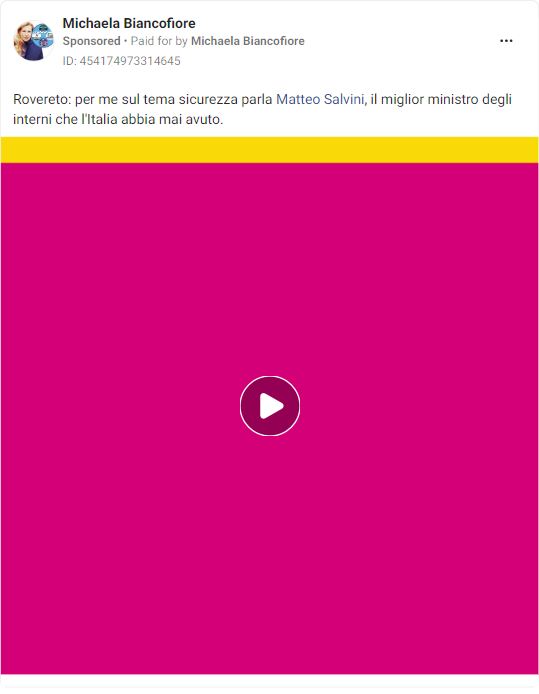 Michaela Biancofiore
Sponsored • Paid for by Michaela Biancofiore
ID: 454174973314645
Rovereto: per me sul tema sicurezza parla Matteo Salvini, il miglior ministro degli
interni che l'Italia abbia mai avuto.